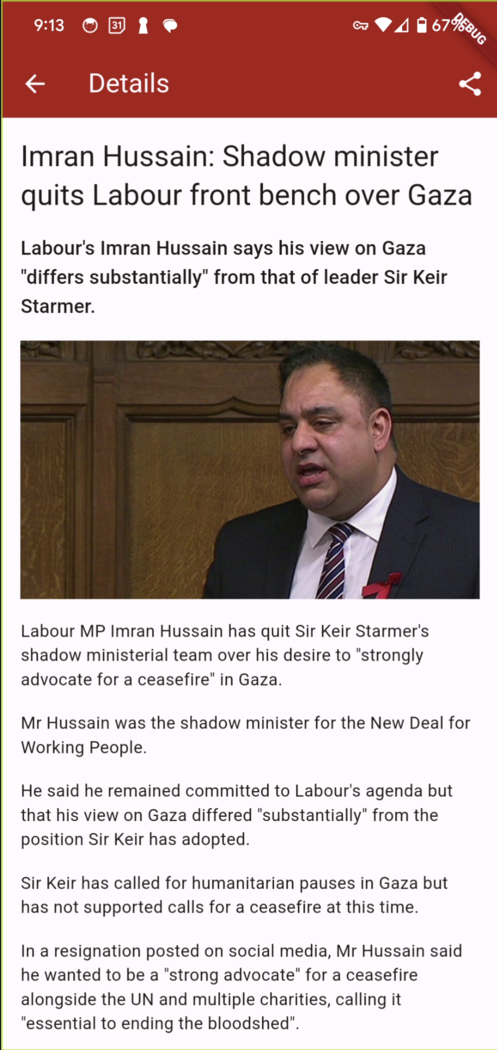 9:13
31
67%
DEBUG
Details
Imran Hussain: Shadow minister
quits Labour front bench over Gaza
Labour's Imran Hussain says his view on Gaza
"differs substantially" from that of leader Sir Keir
Starmer.
Labour MP Imran Hussain has quit Sir Keir Starmer's
shadow ministerial team over his desire to "strongly
advocate for a ceasefire" in Gaza.
Mr Hussain was the shadow minister for the New Deal for
Working People.
He said he remained committed to Labour's agenda but
that his view on Gaza differed "substantially" from the
position Sir Keir has adopted.
Sir Keir has called for humanitarian pauses in Gaza but
has not supported calls for a ceasefire at this time.
In a resignation posted on social media, Mr Hussain said
he wanted to be a "strong advocate" for a ceasefire
alongside the UN and multiple charities, calling it
"essential to ending the bloodshed".